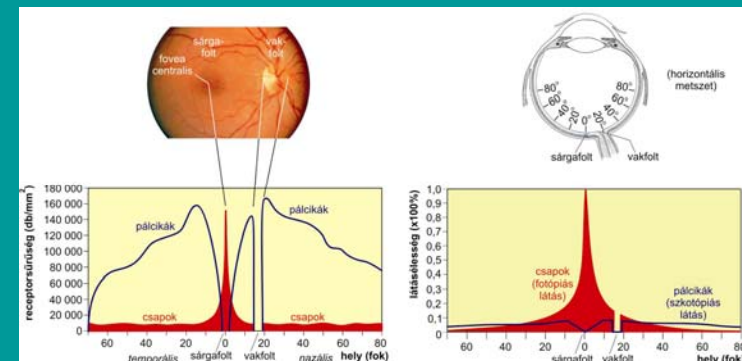 sárga-
folt
vak-
folt
fovea
centralis
80°
60°
40°
20°
0°
20°
40°
60°
80°
(horizontális
metszet)
sárgafolt
vakfolt
receptorsűrűség (db/mm²)
180 000
160 000
140 000
120 000
100 000
80 000
60 000
40 000
20 000
0
pálcikák
pálcikák
csapok
csapok
60 40 20 0 20 40 60 80
temporális sárgafolt vakfolt nazális hely (fok)
látásélesség (x100%)
1,0
0,9
0,8
0,7
0,6
0,5
0,4
0,3
0,2
0,1
0
csapok
(fotópiás
látás)
pálcikák
(szkotópiás
látás)
60 40 20 0 20 40 60 80
sárgafolt vakfolt hely (fok)